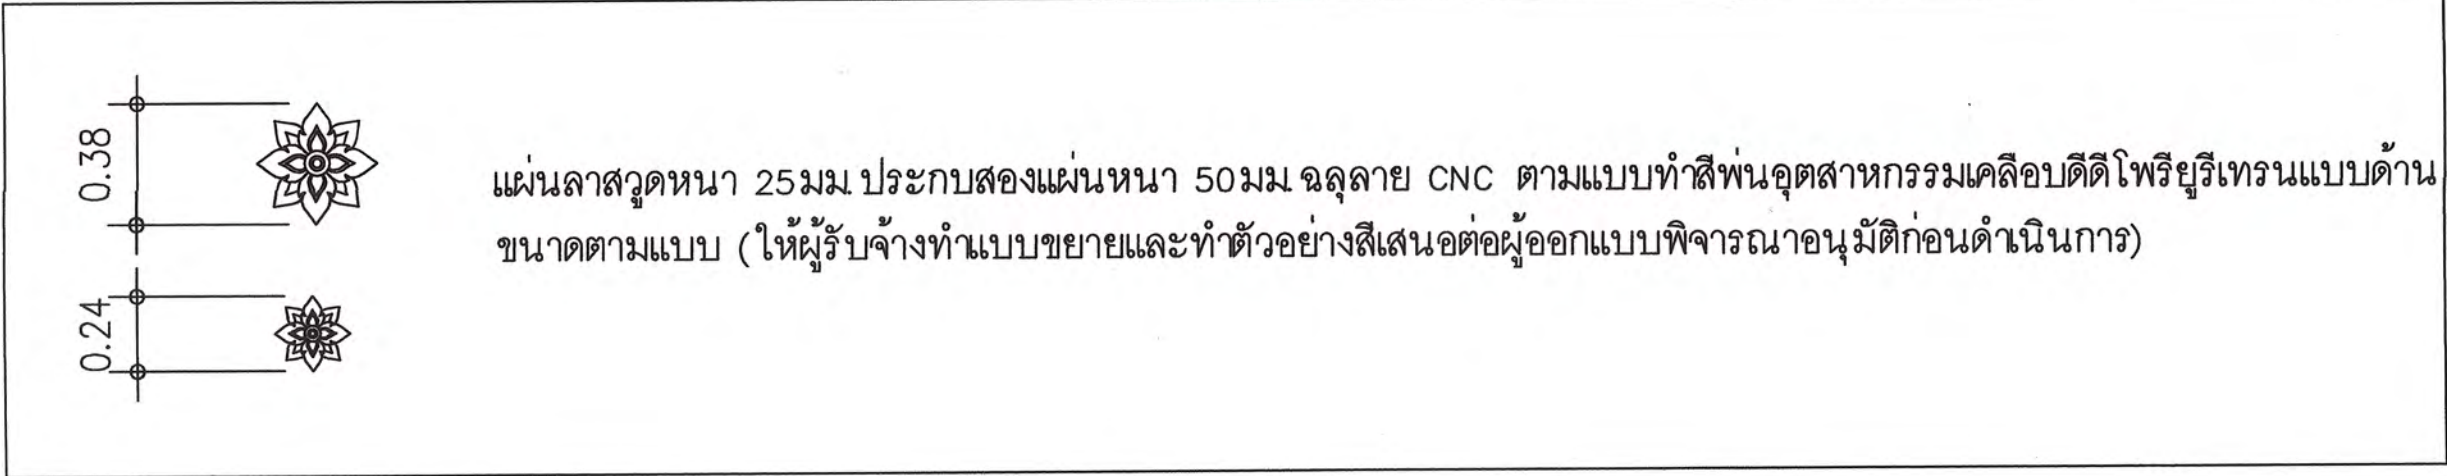 0.38
แผ่นลาสวูดหนา 25มม. ประกบสองแผ่นหนา 50มม. ฉลุลาย CNC ตามแบบทำสีพ่นอุตสาหกรรมเคลือบดีดีโพรียูรีเทรนแบบด้าน
ขนาดตามแบบ (ให้ผู้รับจ้างทำแบบขยายและทำตัวอย่างสีเสนอต่อผู้ออกแบบพิจารณาอนุมัติก่อนดำเนินการ)
0.24